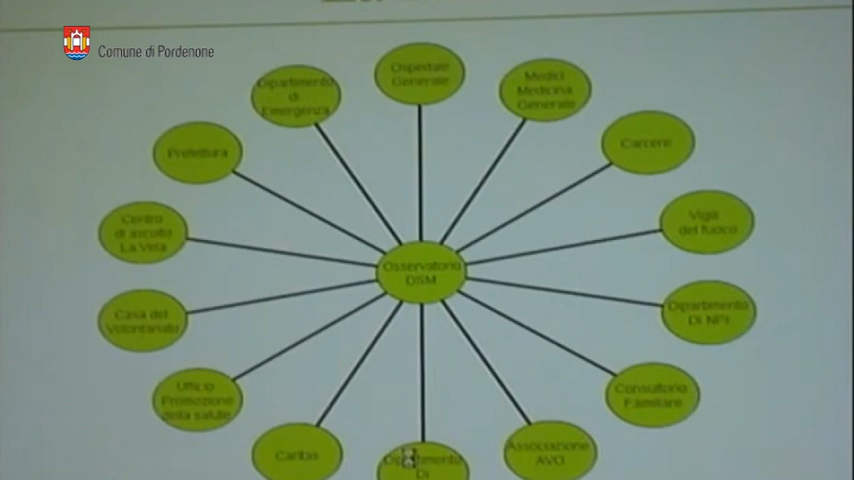 Comune di Pordenone
Ospedale
Generale
Dipartimento
di
Emergenza
Medici
Medicina
Generale
Prefettura
Carcere
Centro
di ascolto
La Vela
Vigili
del fuoco
Osservatorio
DSM
Casa del
Volontariato
Dipartimento
Di NPI
Ufficio
Promozione
della salute
Consultorio
Familiare
Caritas
Dipartimento
Di
Associazione
AVO